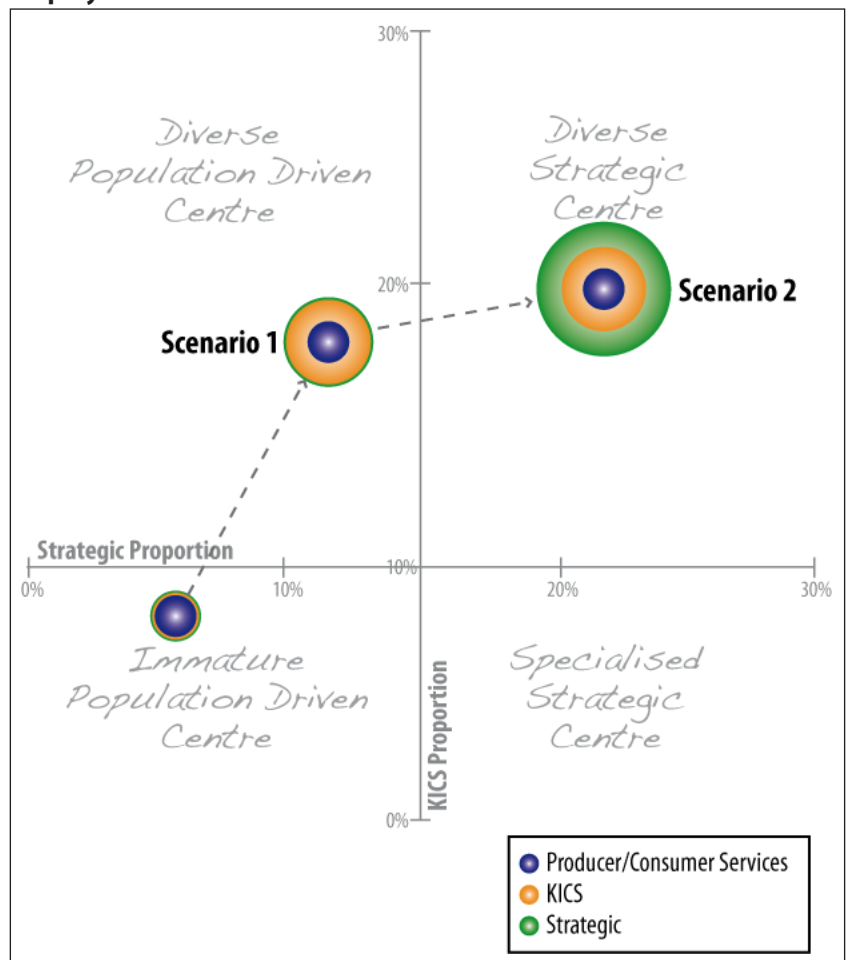 30%
Diverse
Population Driven
Centre
Diverse
Strategic
Centre
20%
Scenario 2
Scenario 1
Strategic Proportion
10%
0%
10%
20%
30%
Immature
Population Driven
Centre
Specialised
Strategic
Centre
KICS Proportion
0%
Producer/Consumer Services
KICS
Strategic